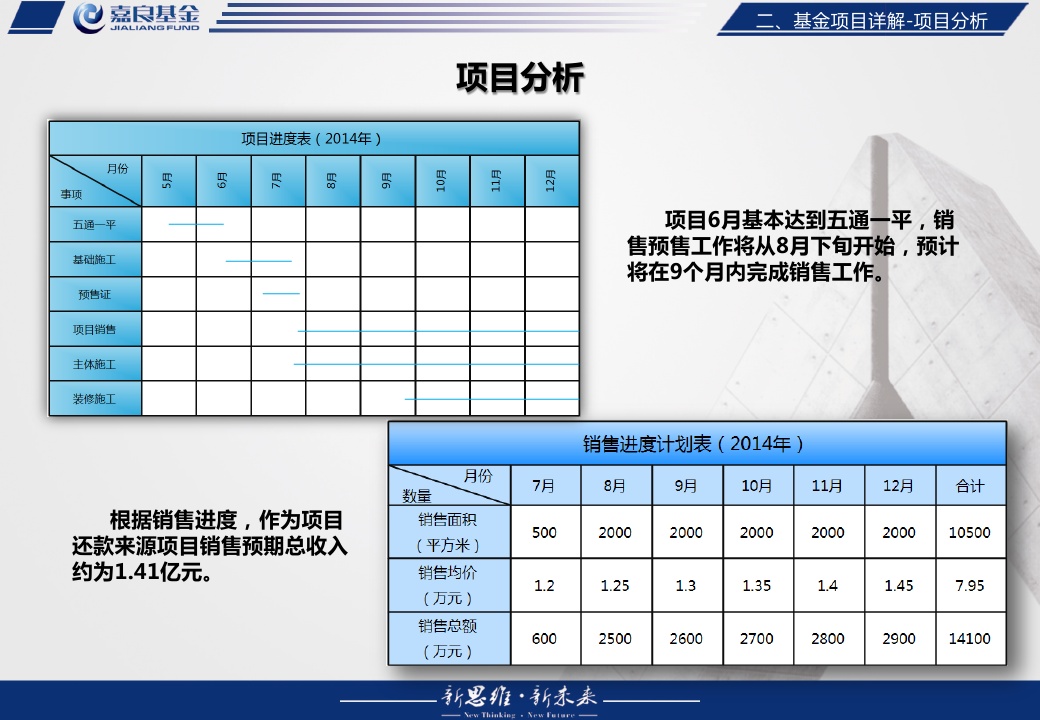 嘉良基金
JIALIANG FUND
二、基金项目详解-项目分析
项目分析
项目进度表（2014年）
月份
事项
5月 6月 7月 8月 9月 10月 11月 12月
五通一平
基础施工
预售证
项目销售
主体施工
装修施工
项目6月基本达到五通一平，销
售预售工作将从8月下旬开始，预计
将在9个月内完成销售工作。
根据销售进度，作为项目
还款来源项目销售预期总收入
约为1.41亿元。
销售进度计划表（2014年）
月份
数量
7月 8月 9月 10月 11月 12月 合计
销售面积
（平方米）
500 2000 2000 2000 2000 2000 10500
销售均价
（万元）
1.2 1.25 1.3 1.35 1.4 1.45 7.95
销售总额
（万元）
600 2500 2600 2700 2800 2900 14100
新思维·新未来
New Thinking · New Future